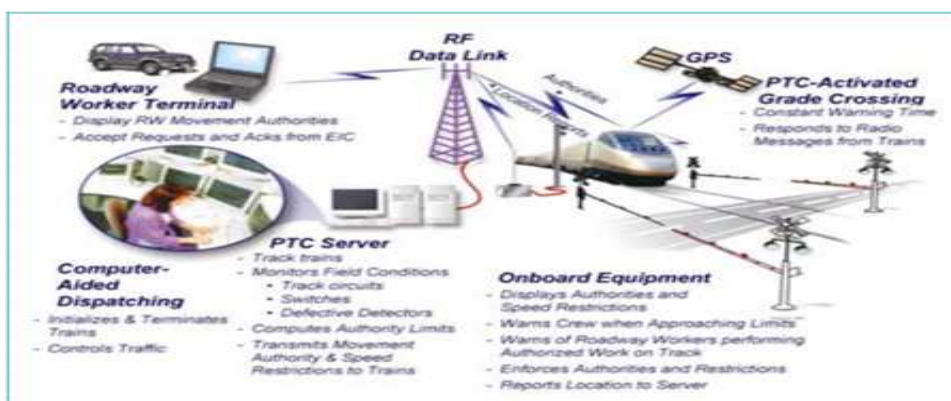 RF
Data Link
GPS
Roadway
Worker Terminal
- Display RW Movement Authorities
- Accept Requests and Acks from EIC
Authorities
Location Reports
PTC-Activated
Grade Crossing
- Constant Warning Time
- Responds to Radio
Messages from Trains
Computer-
Aided
Dispatching
- Initializes & Terminates
Trains
- Controls Traffic
PTC Server
- Track trains
- Monitors Field Conditions
• Track circuits
• Switches
• Defective Detectors
- Computes Authority Limits
- Transmits Movement
Authority & Speed
Restrictions to Trains
Onboard Equipment
- Displays Authorities and
Speed Restrictions
- Warns Crew when Approaching Limits
- Warns of Roadway Workers performing
Authorized Work on Track
- Enforces Authorities and Restrictions
- Reports Location to Server